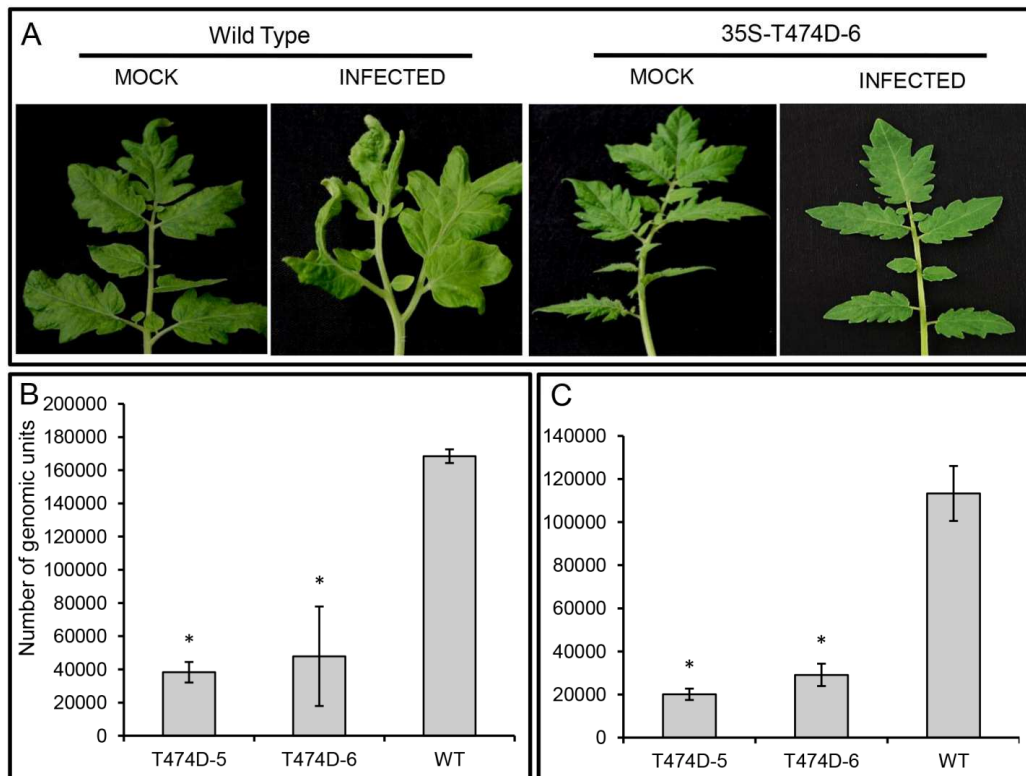 A
Wild Type
35S-T474D-6
MOCK
INFECTED
MOCK
INFECTED
B
Number of genomic units
200000
180000
160000
140000
120000
100000
80000
60000
40000
20000
0
*
*
T474D-5
T474D-6
WT
C
140000
120000
100000
80000
60000
40000
20000
0
*
*
T474D-5
T474D-6
WT